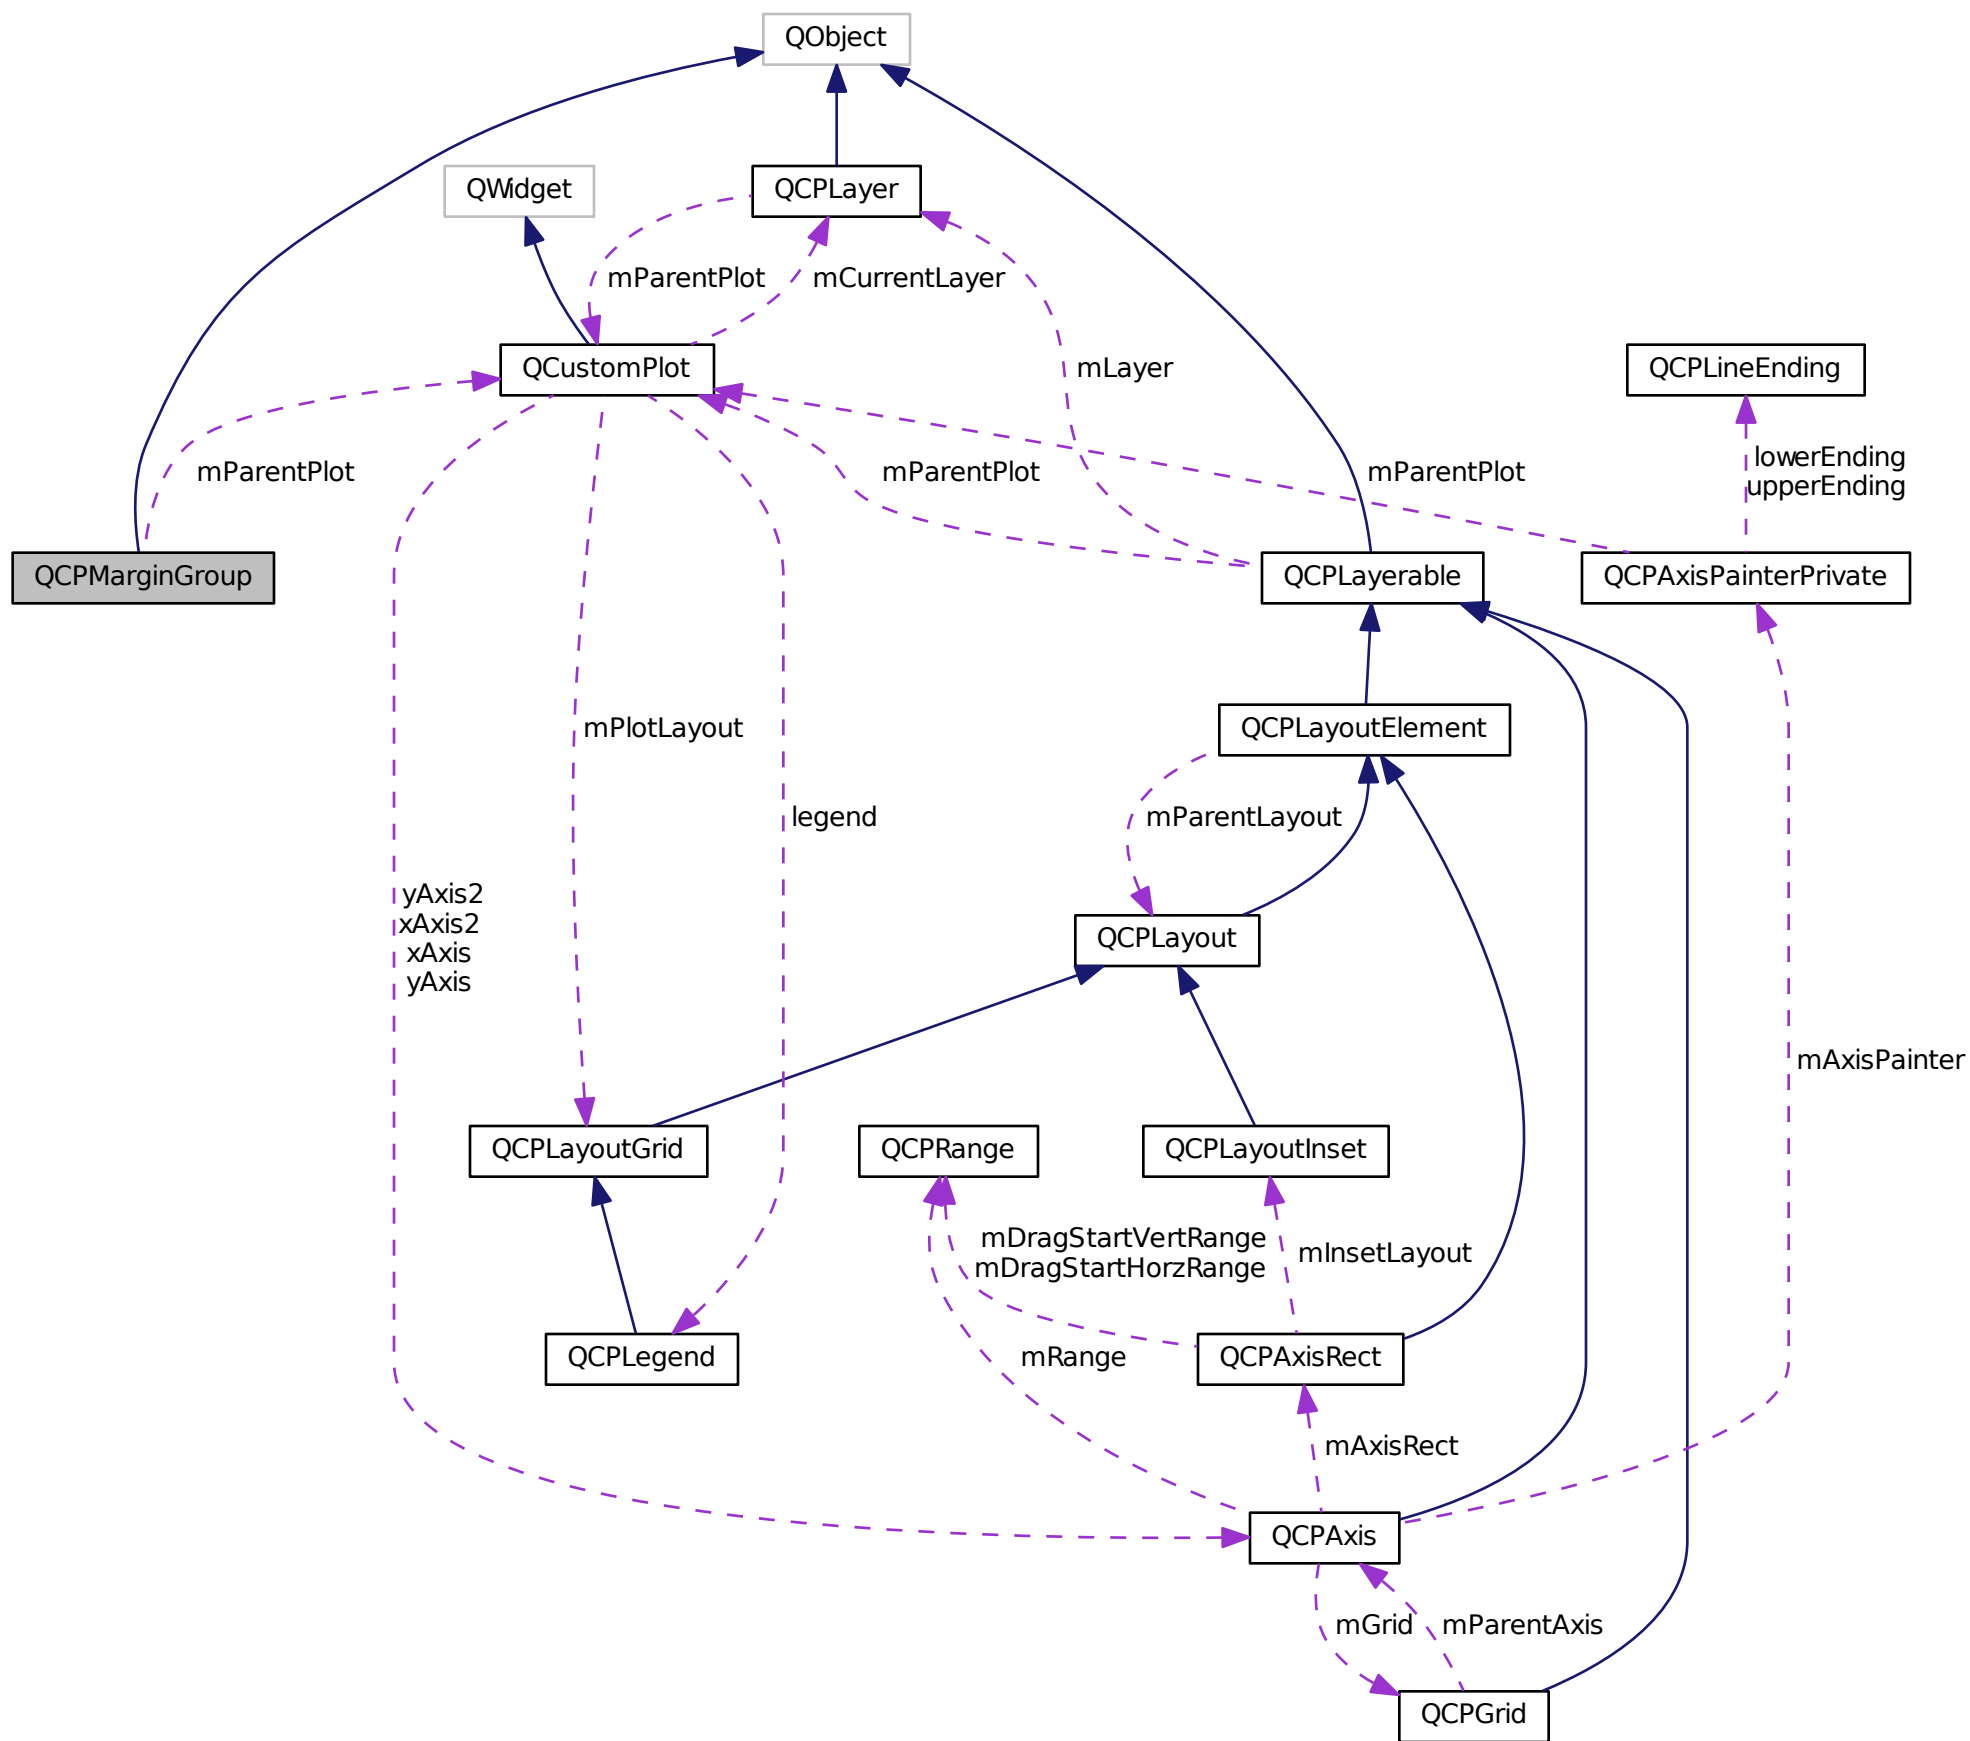 QObject
QWidget
QCPLayer
mParentPlot
mCurrentLayer
QCustomPlot
mLayer
QCPLineEnding
mParentPlot
mParentPlot
mParentPlot
lowerEnding
upperEnding
QCPMarginGroup
QCPLayerable
QCPAxisPainterPrivate
mPlotLayout
QCPLayoutElement
legend
mParentLayout
yAxis2
xAxis2
xAxis
yAxis
QCPLayout
mAxisPainter
QCPLayoutGrid
QCPRange
QCPLayoutInset
mDragStartVertRange
mDragStartHorzRange
mInsetLayout
QCPLegend
mRange
QCPAxisRect
mAxisRect
QCPAxis
mGrid
mParentAxis
QCPGrid